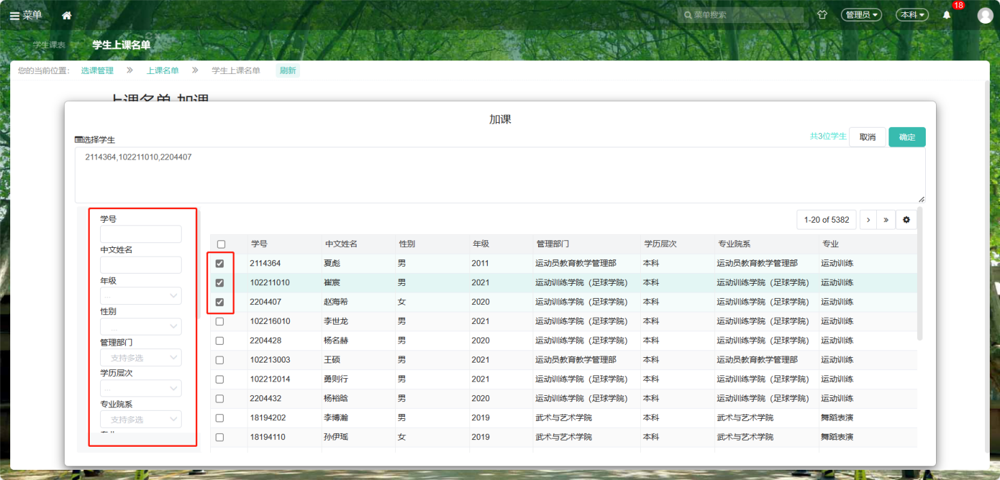 菜单
菜单搜索
管理员
本科
18
学生课表
学生上课名单
您的当前位置: 选课管理 » 上课名单 » 学生上课名单 刷新
上课名单 加课
加课
选择学生
共3位学生 取消 确定
2114364,102211010,2204407
学号
中文姓名
年级
...
性别
...
管理部门
支持多选
学历层次
...
专业院系
支持多选
1-20 of 5382
学号 中文姓名 性别 年级 管理部门 学历层次 专业院系 专业
2114364 夏彪 男 2011 运动员教育教学管理部 本科 运动员教育教学管理部 运动训练
102211010 崔宸 男 2021 运动训练学院（足球学院） 本科 运动训练学院（足球学院） 运动训练
2204407 赵海希 女 2020 运动训练学院（足球学院） 本科 运动训练学院（足球学院） 运动训练
102216010 李世龙 男 2021 运动训练学院（足球学院） 本科 运动训练学院（足球学院） 运动训练
2204428 杨名赫 男 2020 运动训练学院（足球学院） 本科 运动训练学院（足球学院） 运动训练
102213003 王硕 男 2021 运动员教育教学管理部 本科 运动员教育教学管理部 运动训练
102212014 勇则行 男 2021 运动训练学院（足球学院） 本科 运动训练学院（足球学院） 运动训练
2204432 杨裕晗 男 2020 运动训练学院（足球学院） 本科 运动训练学院（足球学院） 运动训练
18194202 李博瀚 男 2019 武术与艺术学院 本科 武术与艺术学院 舞蹈表演
18194110 孙伊瑶 女 2019 武术与艺术学院 本科 武术与艺术学院 舞蹈表演